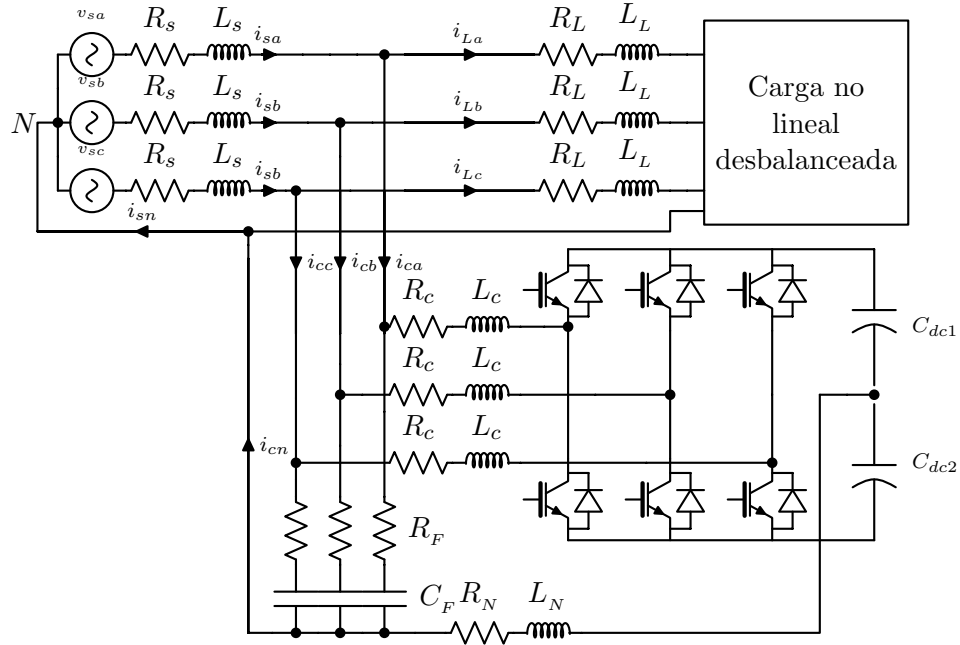 v_sa R_s L_s i_sa i_La R_L L_L
v_sb R_s L_s i_sb i_Lb R_L L_L
N
v_sc R_s L_s i_sb i_Lc R_L L_L
Carga no
lineal
desbalanceada
i_sn
i_cc i_cb i_ca
R_c L_c
C_dc1
R_c L_c
R_c L_c
i_cn
C_dc2
R_F
C_F R_N L_N